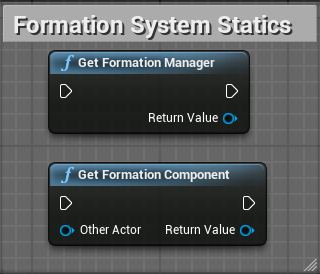 Formation System Statics
f Get Formation Manager
Return Value
f Get Formation Component
Other Actor Return Value